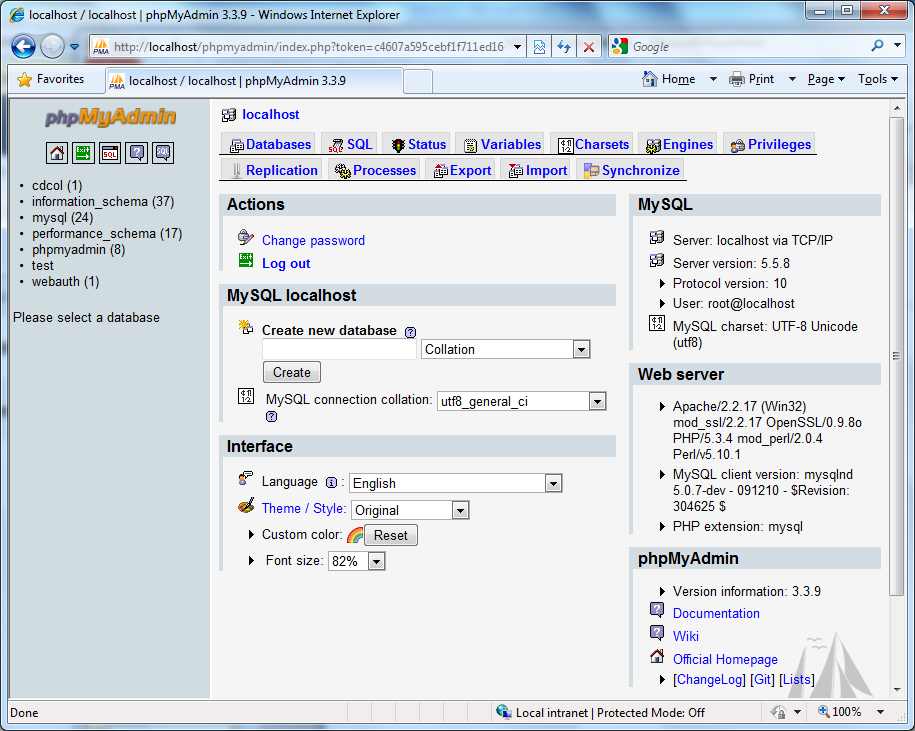 localhost / localhost | phpMyAdmin 3.3.9 - Windows Internet Explorer
http://localhost/phpmyadmin/index.php?token=c4607a595cebf1f711ed16
Google
Favorites
PMA
localhost / localhost | phpMyAdmin 3.3.9
Home
Print
Page
Tools
phpMyAdmin
Exit
SQL
SQL
cdcol (1)
information_schema (37)
mysql (24)
performance_schema (17)
phpmyadmin (8)
test
webauth (1)
Please select a database
localhost
Databases
SQL
Status
Variables
Charsets
Engines
Privileges
Replication
Processes
Export
Import
Synchronize
Actions
Change password
Exit
Log out
MySQL localhost
Create new database
Collation
Create
MySQL connection collation:
utf8_general_ci
Interface
Language
:
English
Theme / Style:
Original
Custom color:
Reset
Font size:
82%
MySQL
Server: localhost via TCP/IP
Server version: 5.5.8
Protocol version: 10
User: root@localhost
MySQL charset: UTF-8 Unicode
(utf8)
Web server
Apache/2.2.17 (Win32)
mod_ssl/2.2.17 OpenSSL/0.9.8o
PHP/5.3.4 mod_perl/2.0.4
Perl/v5.10.1
MySQL client version: mysqlnd
5.0.7-dev - 091210 - $Revision:
304625 $
PHP extension: mysql
phpMyAdmin
Version information: 3.3.9
Documentation
Wiki
Official Homepage
[ChangeLog] [Git] [Lists]
Done
Local intranet | Protected Mode: Off
100%